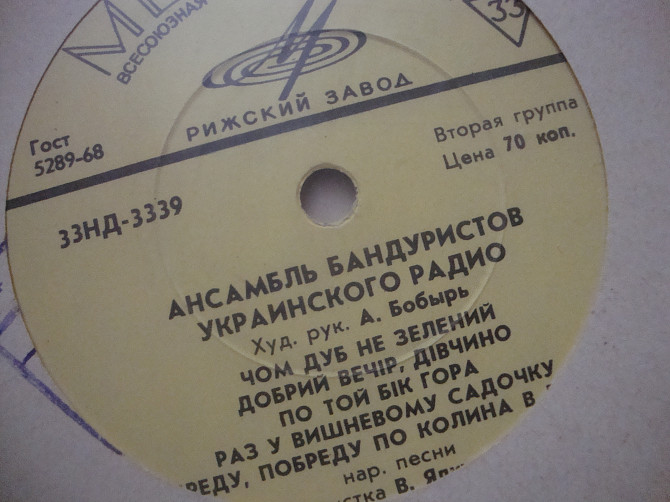 ВСЕСОЮЗНАЯ
33
РИЖСКИЙ ЗАВОД
Гост
5289-68
Вторая группа
Цена 70 коп.
33НД-3339
АНСАМБЛЬ БАНДУРИСТОВ
УКРАИНСКОГО РАДИО
Худ. рук. А. Бобырь
ЧОМ ДУБ НЕ ЗЕЛЕНИЙ
ДОБРИЙ ВЕЧІР, ДІВЧИНО
ПО ТОЙ БІК ГОРА
РАЗ У ВИШНЕВОМУ САДОЧКУ
ПОБРЕДУ ПО КОЛИНА В
нар. песни
В.